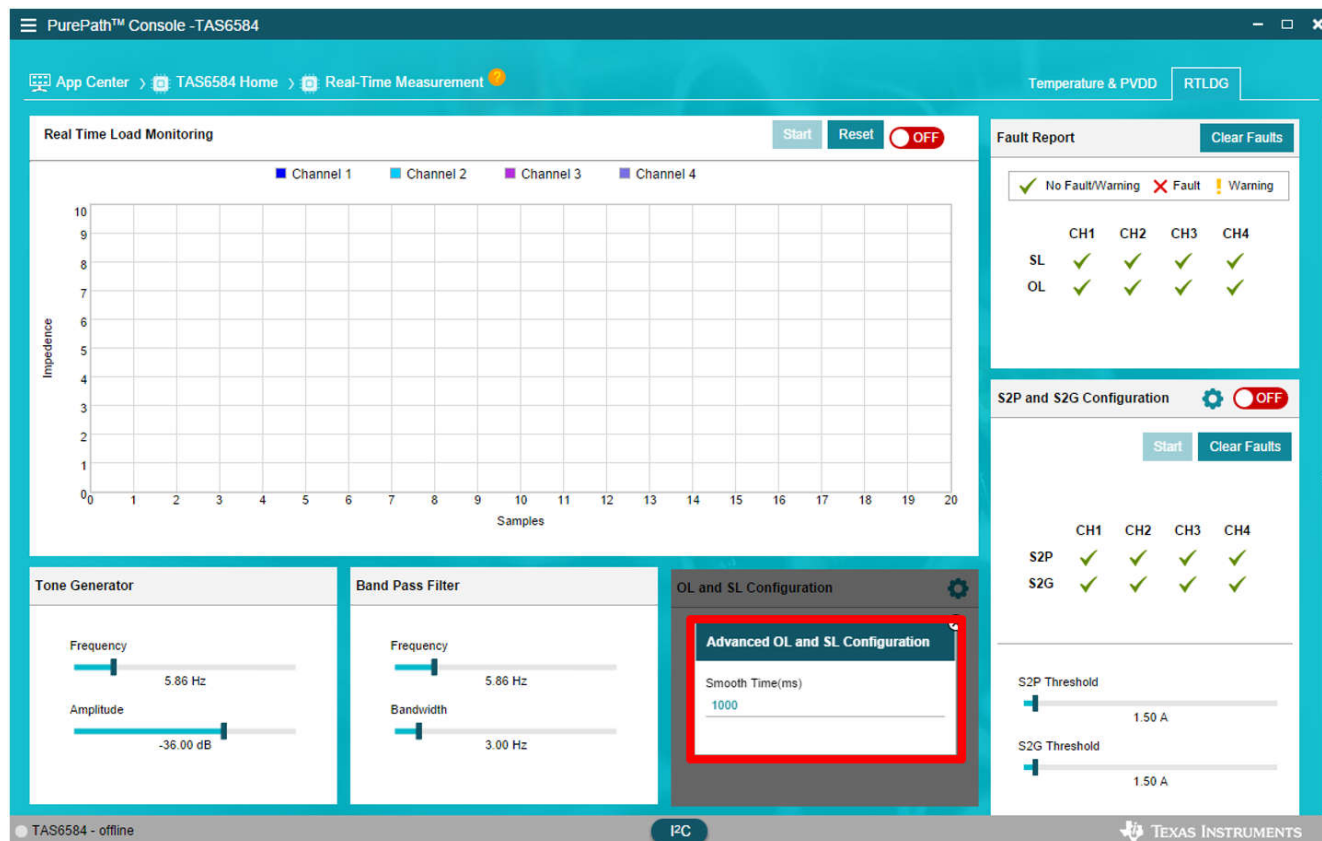 PurePath™ Console -TAS6584
App Center > TAS6584 Home > Real-Time Measurement ?
Temperature & PVDD RTLDG
Real Time Load Monitoring Start Reset OFF
Channel 1 Channel 2 Channel 3 Channel 4
10
9
8
7
6
5
4
3
2
1
0
Impedence
0 1 2 3 4 5 6 7 8 9 10 11 12 13 14 15 16 17 18 19 20
Samples
Fault Report Clear Faults
No Fault/Warning Fault Warning
CH1 CH2 CH3 CH4
SL
OL
S2P and S2G Configuration OFF
Start Clear Faults
CH1 CH2 CH3 CH4
S2P
S2G
S2P Threshold
1.50 A
S2G Threshold
1.50 A
Tone Generator
Frequency
5.86 Hz
Amplitude
-36.00 dB
Band Pass Filter
Frequency
5.86 Hz
Bandwidth
3.00 Hz
OL and SL Configuration
Advanced OL and SL Configuration
Smooth Time(ms)
1000
TAS6584 - offline
I²C
TEXAS INSTRUMENTS